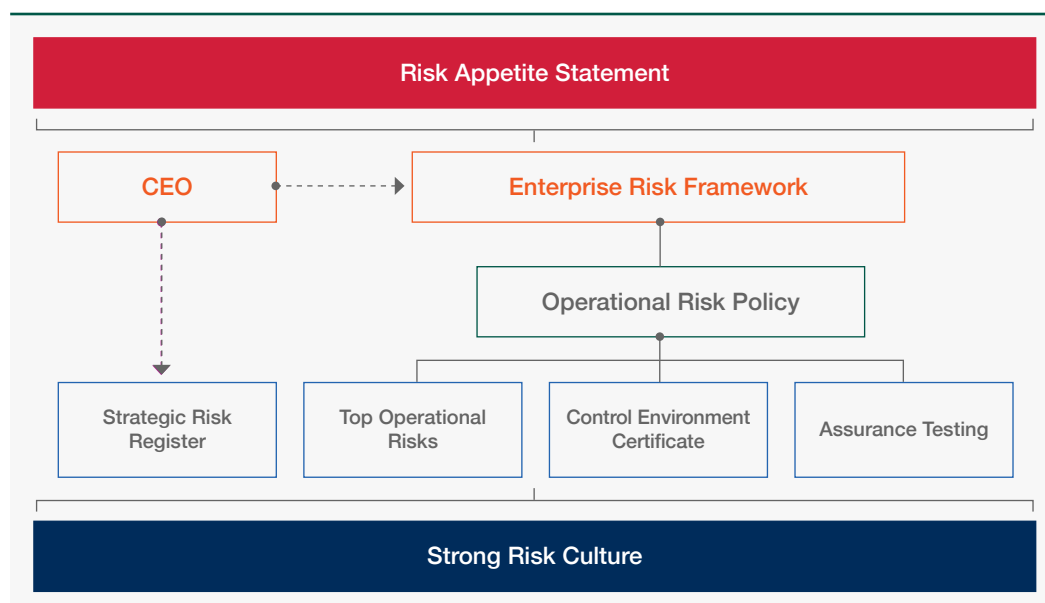 Risk Appetite Statement
CEO
Enterprise Risk Framework
Operational Risk Policy
Strategic Risk
Register
Top Operational
Risks
Control Environment
Certificate
Assurance Testing
Strong Risk Culture